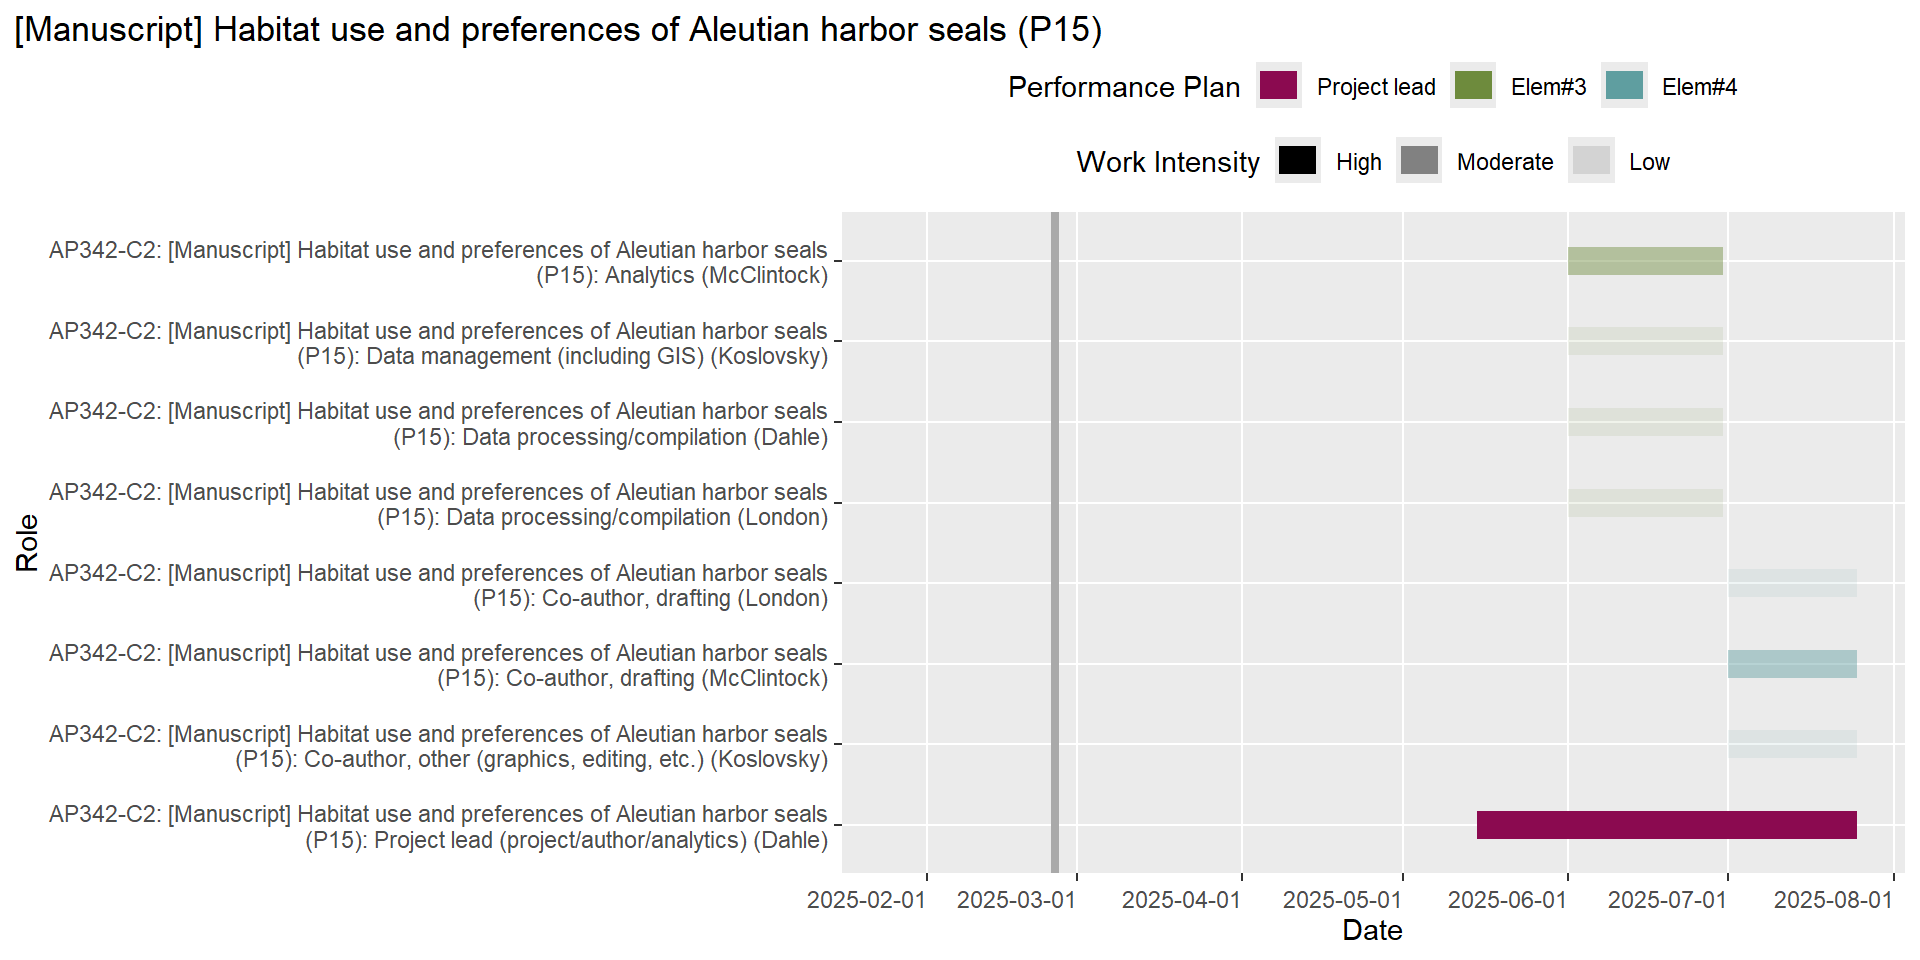 [Manuscript] Habitat use and preferences of Aleutian harbor seals (P15)
Performance Plan Project lead Elem#3 Elem#4
Work Intensity High Moderate Low
AP342-C2: [Manuscript] Habitat use and preferences of Aleutian harbor seals
(P15): Analytics (McClintock)
AP342-C2: [Manuscript] Habitat use and preferences of Aleutian harbor seals
(P15): Data management (including GIS) (Koslovsky)
AP342-C2: [Manuscript] Habitat use and preferences of Aleutian harbor seals
(P15): Data processing/compilation (Dahle)
AP342-C2: [Manuscript] Habitat use and preferences of Aleutian harbor seals
(P15): Data processing/compilation (London)
AP342-C2: [Manuscript] Habitat use and preferences of Aleutian harbor seals
(P15): Co-author, drafting (London)
AP342-C2: [Manuscript] Habitat use and preferences of Aleutian harbor seals
(P15): Co-author, drafting (McClintock)
AP342-C2: [Manuscript] Habitat use and preferences of Aleutian harbor seals
(P15): Co-author, other (graphics, editing, etc.) (Koslovsky)
AP342-C2: [Manuscript] Habitat use and preferences of Aleutian harbor seals
(P15): Project lead (project/author/analytics) (Dahle)
Role
2025-02-01 2025-03-01 2025-04-01 2025-05-01 2025-06-01 2025-07-01 2025-08-01
Date